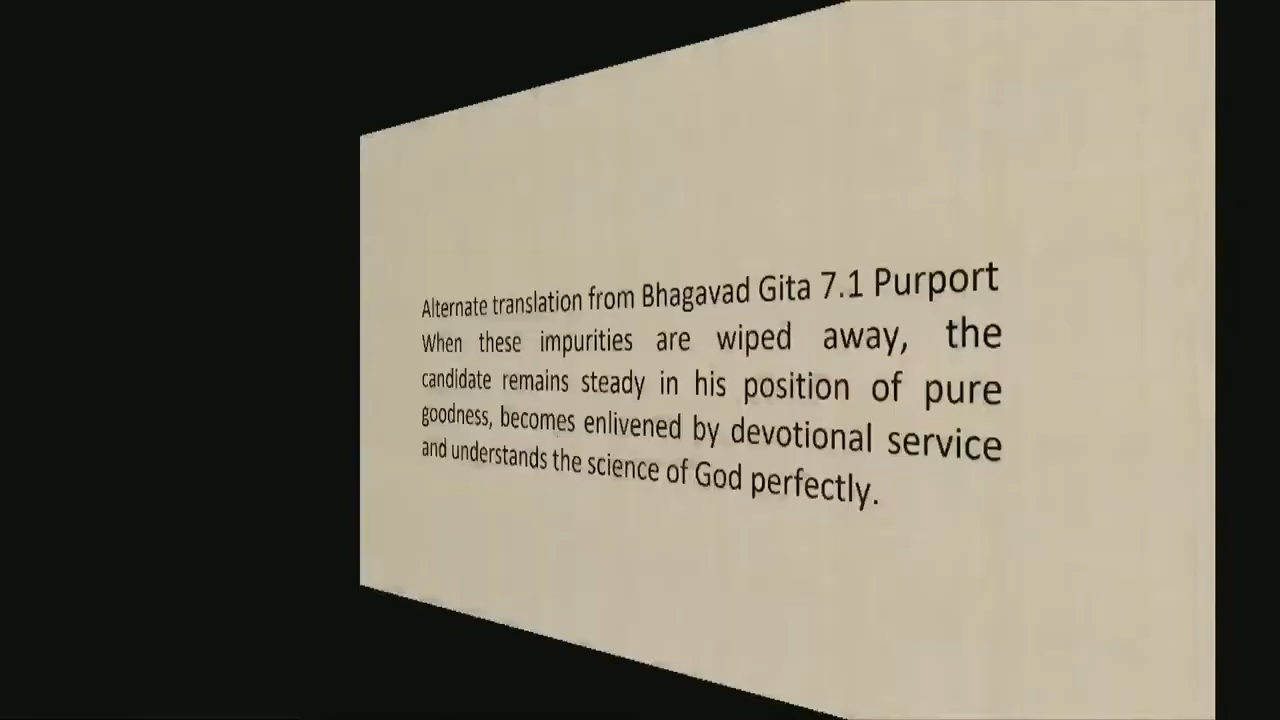 Alternate translation from Bhagavad Gita 7.1 Purport
When these impurities are wiped away, the
candidate remains steady in his position of pure
goodness, becomes enlivened by devotional service
and understands the science of God perfectly.